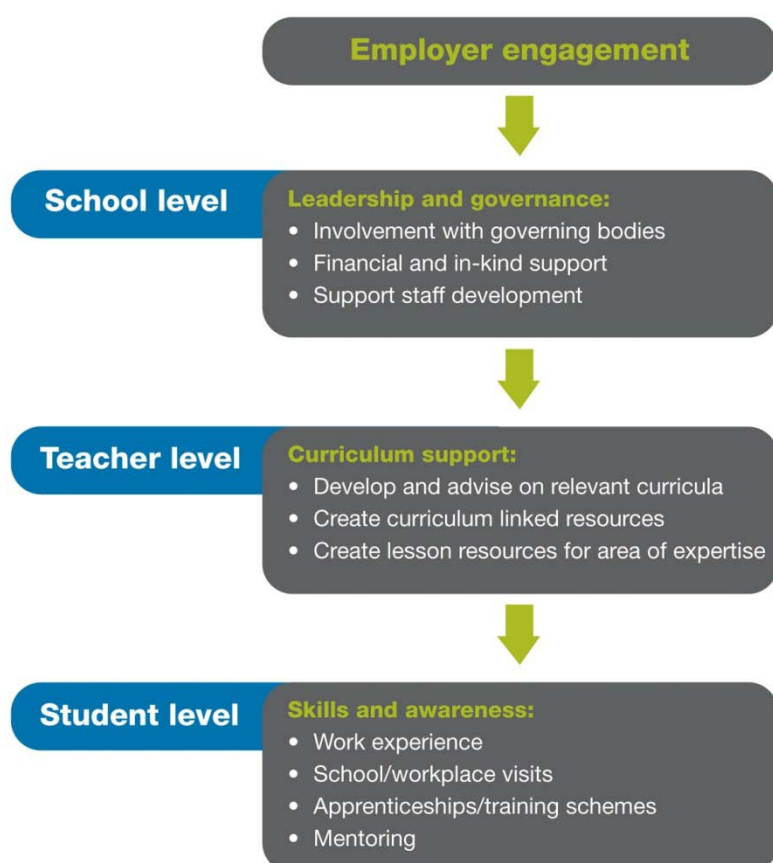 Employer engagement
School level
Leadership and governance:
• Involvement with governing bodies
• Financial and in-kind support
• Support staff development
Teacher level
Curriculum support:
• Develop and advise on relevant curricula
• Create curriculum linked resources
• Create lesson resources for area of expertise
Student level
Skills and awareness:
• Work experience
• School/workplace visits
• Apprenticeships/training schemes
• Mentoring